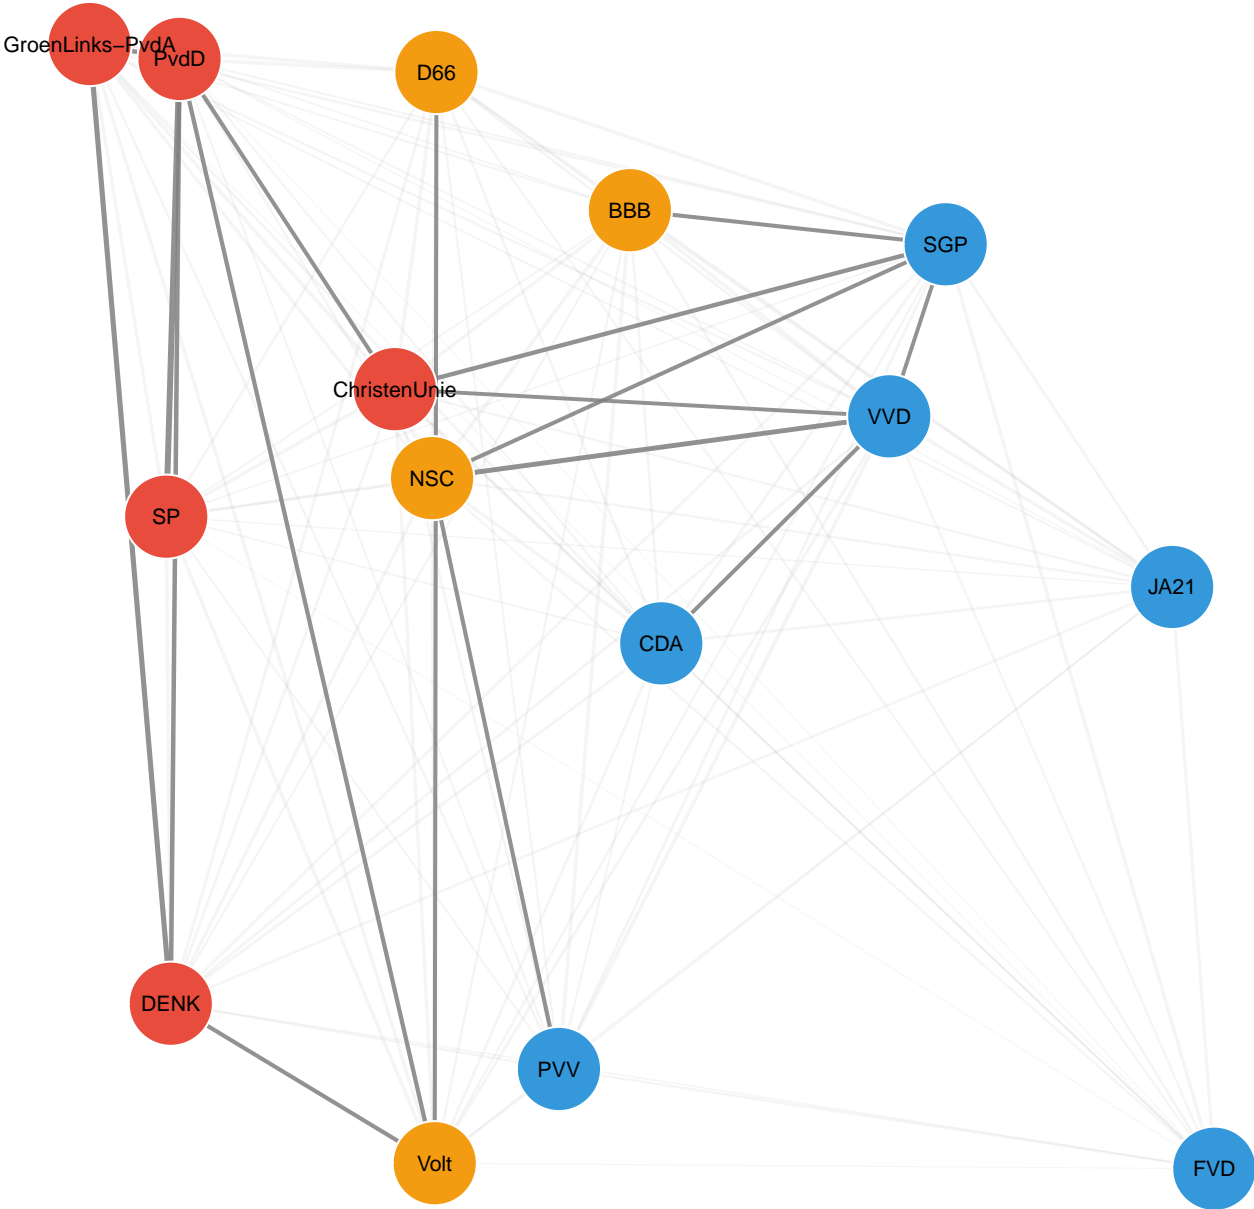 GroenLinks−PvdA
PvdD
D66
BBB
SGP
ChristenUnie
VVD
NSC
SP
JA21
CDA
DENK
PVV
Volt
FVD